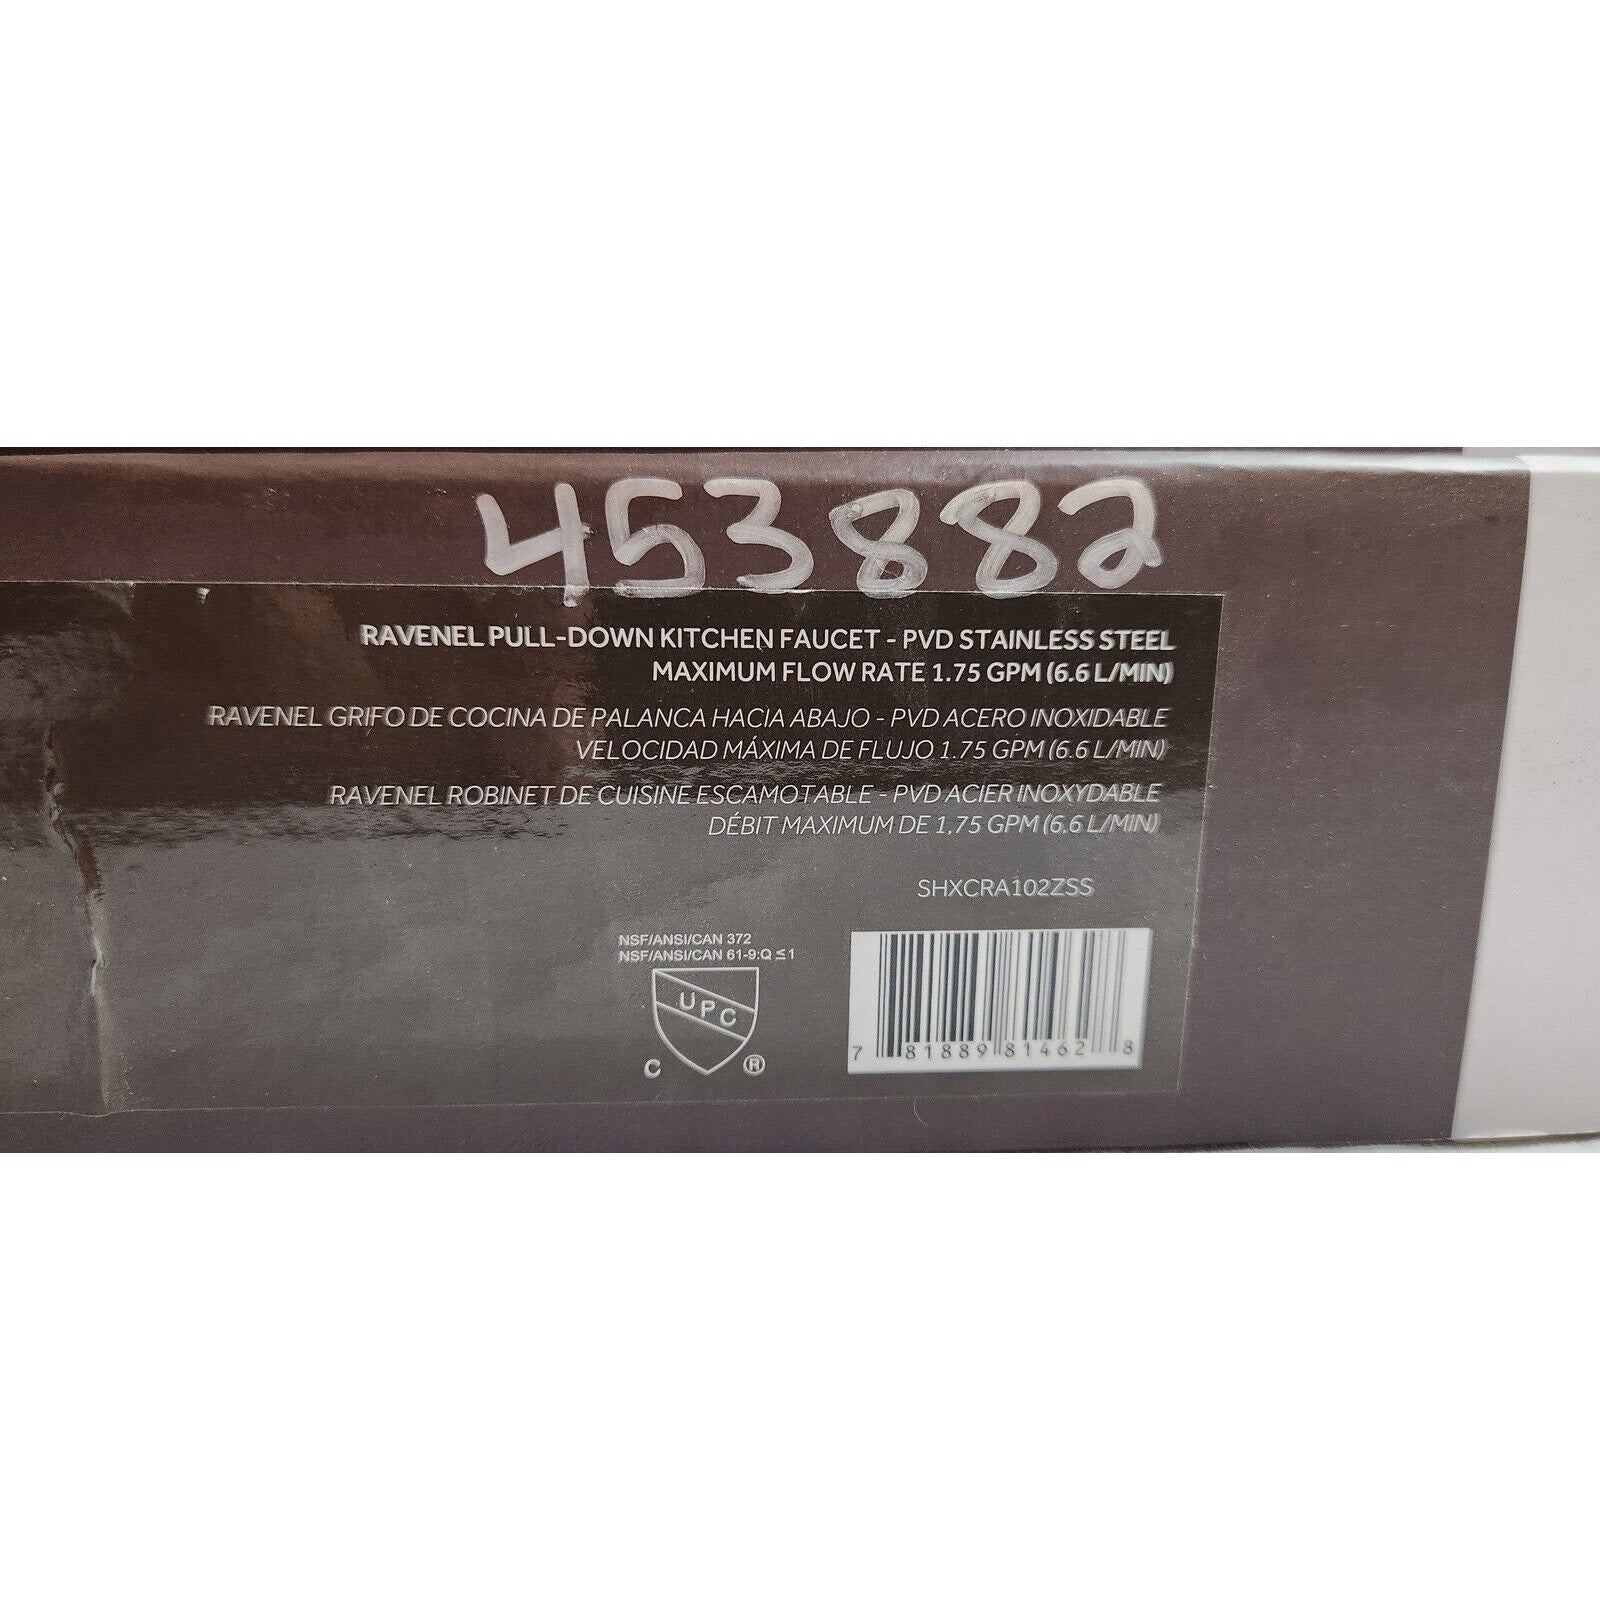 453882
RAVENEL PULL-DOWN KITCHEN FAUCET - PVD STAINLESS STEEL
MAXIMUM FLOW RATE 1.75 GPM (6.6 L/MIN)
RAVENEL GRIFO DE COCINA DE PALANCA HACIA ABAJO - PVD ACERO INOXIDABLE
VELOCIDAD MÁXIMA DE FLUJO 1.75 GPM (6.6 L/MIN)
RAVENEL ROBINET DE CUISINE ESCAMOTABLE - PVD ACIER INOXYDABLE
DÉBIT MAXIMUM DE 1,75 GPM (6,6 L/MIN)
SHXCRA102ZSS
NSF/ANSI/CAN 372
NSF/ANSI/CAN 61-9:Q ≤ 1
UPC
C ®
7 81889 81462 8